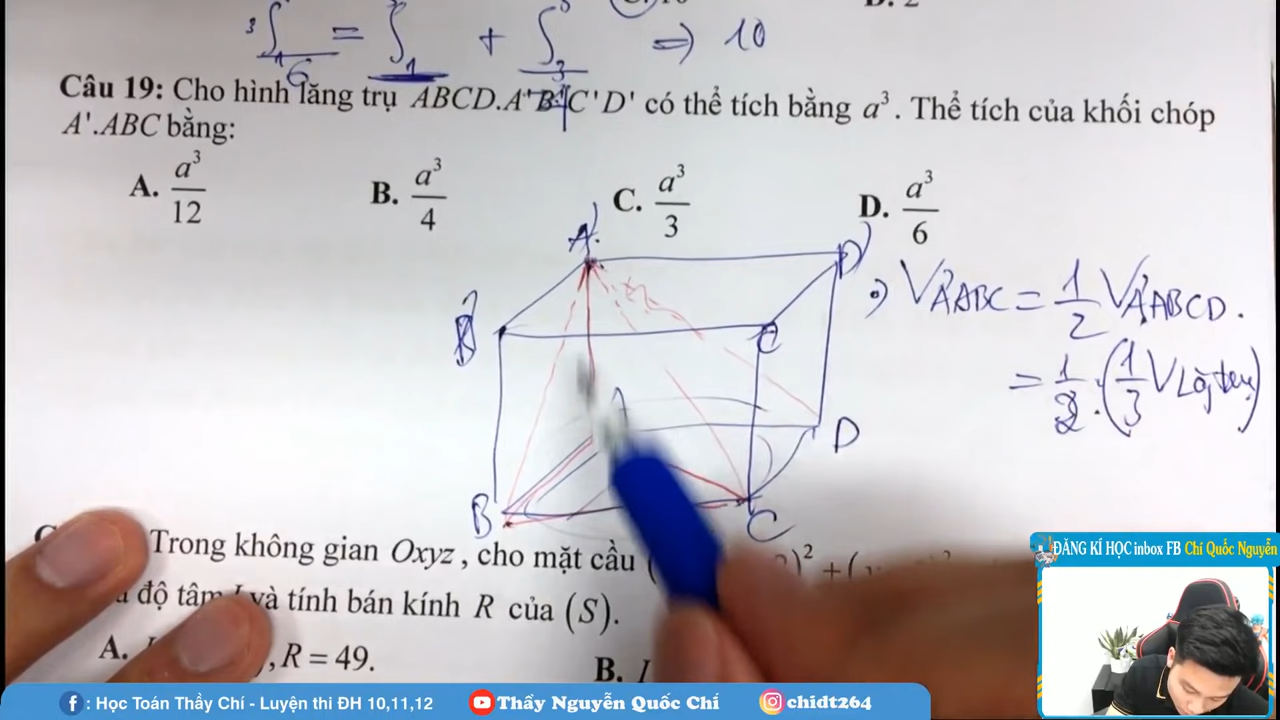 ∫ = ∫ + ∫ ⇒ 10
D. 2
Câu 19: Cho hình lăng trụ ABCD.A'B'C'D' có thể tích bằng a³. Thể tích của khối chóp
A'.ABC bằng:
A. a³/12 B. a³/4 C. a³/3 D. a³/6
A' D'
B' C'
⇒ V A'ABC = 1/2 V A'ABCD.
= 1/2 . (1/3 V Lăng trụ)
A D
B C
Trong không gian Oxyz, cho mặt cầu
độ tâm I và tính bán kính R của (S).
A. , R = 49.
B. I
ĐĂNG KÍ HỌC inbox FB Chí Quốc Nguyễn
: Học Toán Thầy Chí - Luyện thi ĐH 10,11,12
Thầy Nguyễn Quốc Chí
chidt264